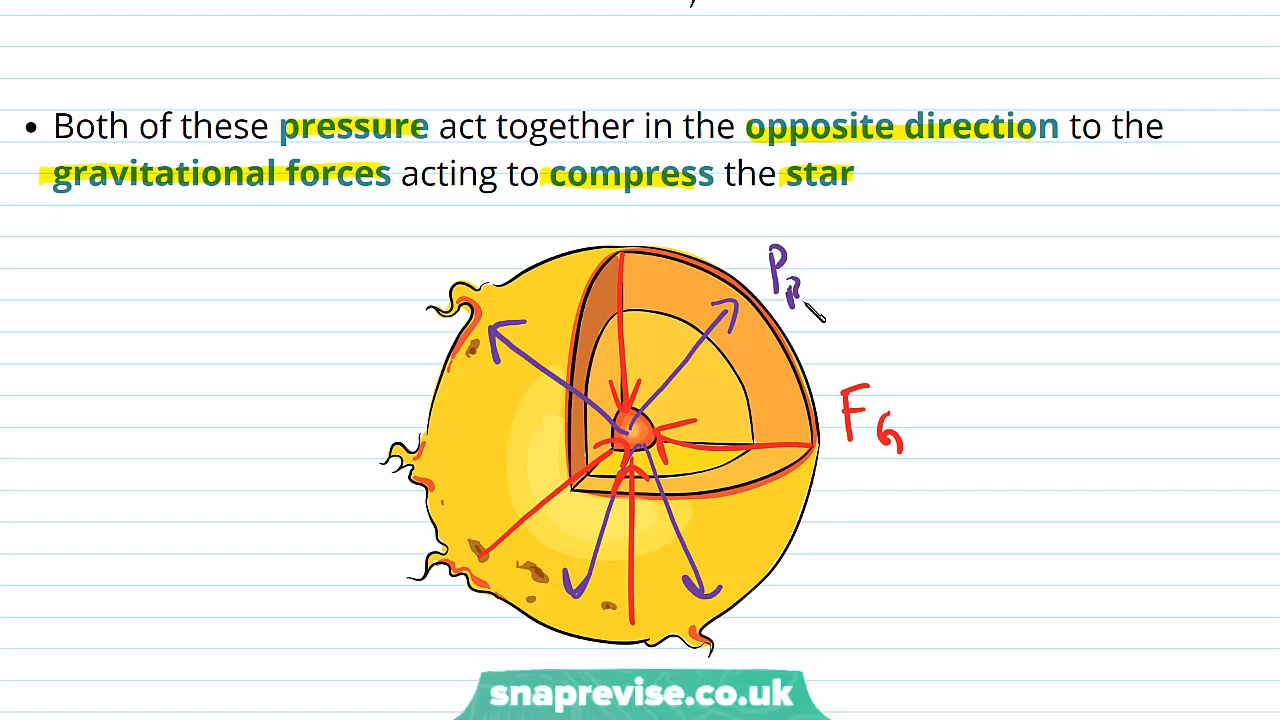 • Both of these pressure act together in the opposite direction to the
gravitational forces acting to compress the star
P
F G
snaprevise.co.uk